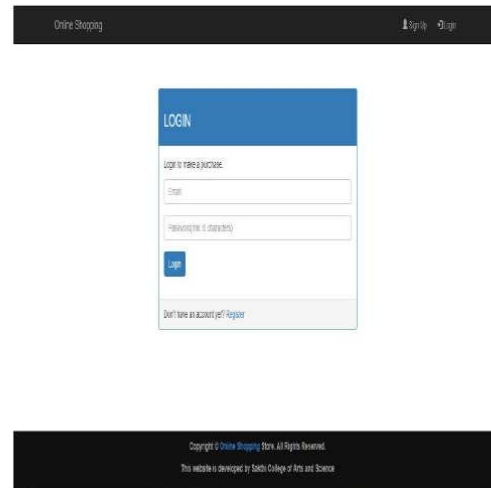 Online Shopping
Sign Up Login
LOGIN
Login to make a purchase.
Email
Password(min. 6 characters)
Login
Don't have an account yet? Register
Copyright © Online Shopping Store. All Rights Reserved.
This website is developed by Sakthi College of Arts and Science